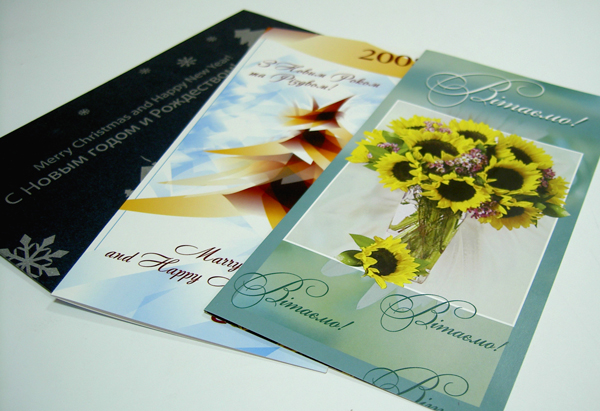 Merry Christmas and Happy New Year!
С Новым годом и Рождеством
200
З Новим Роком
та Різдвом!
Marry
and Happy
Вітаємо!
Вітаємо!
Вітаємо!
Вітаємо!